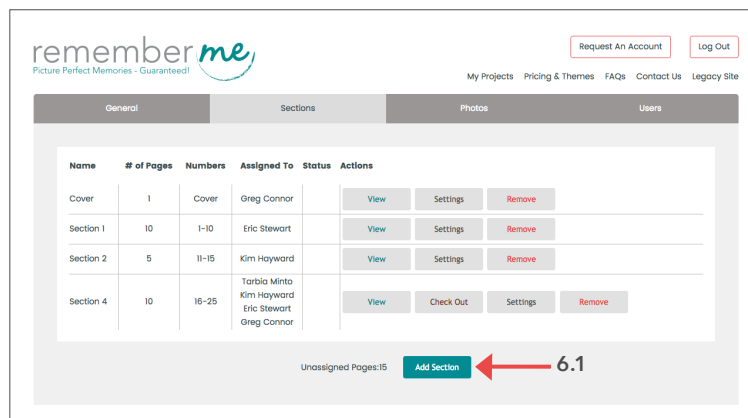 remember me
Picture Perfect Memories - Guaranteed!
Request An Account
Log Out
My Projects Pricing & Themes FAQs Contact Us Legacy Site
General Sections Photos Users
Name # of Pages Numbers Assigned To Status Actions
Cover 1 Cover Greg Connor View Settings Remove
Section 1 10 1-10 Eric Stewart View Settings Remove
Section 2 5 11-15 Kim Hayward View Settings Remove
Section 4 10 16-25 Tarbia Minto View Check Out Settings Remove
Kim Hayward
Eric Stewart
Greg Connor
Unassigned Pages:15 Add Section 6.1